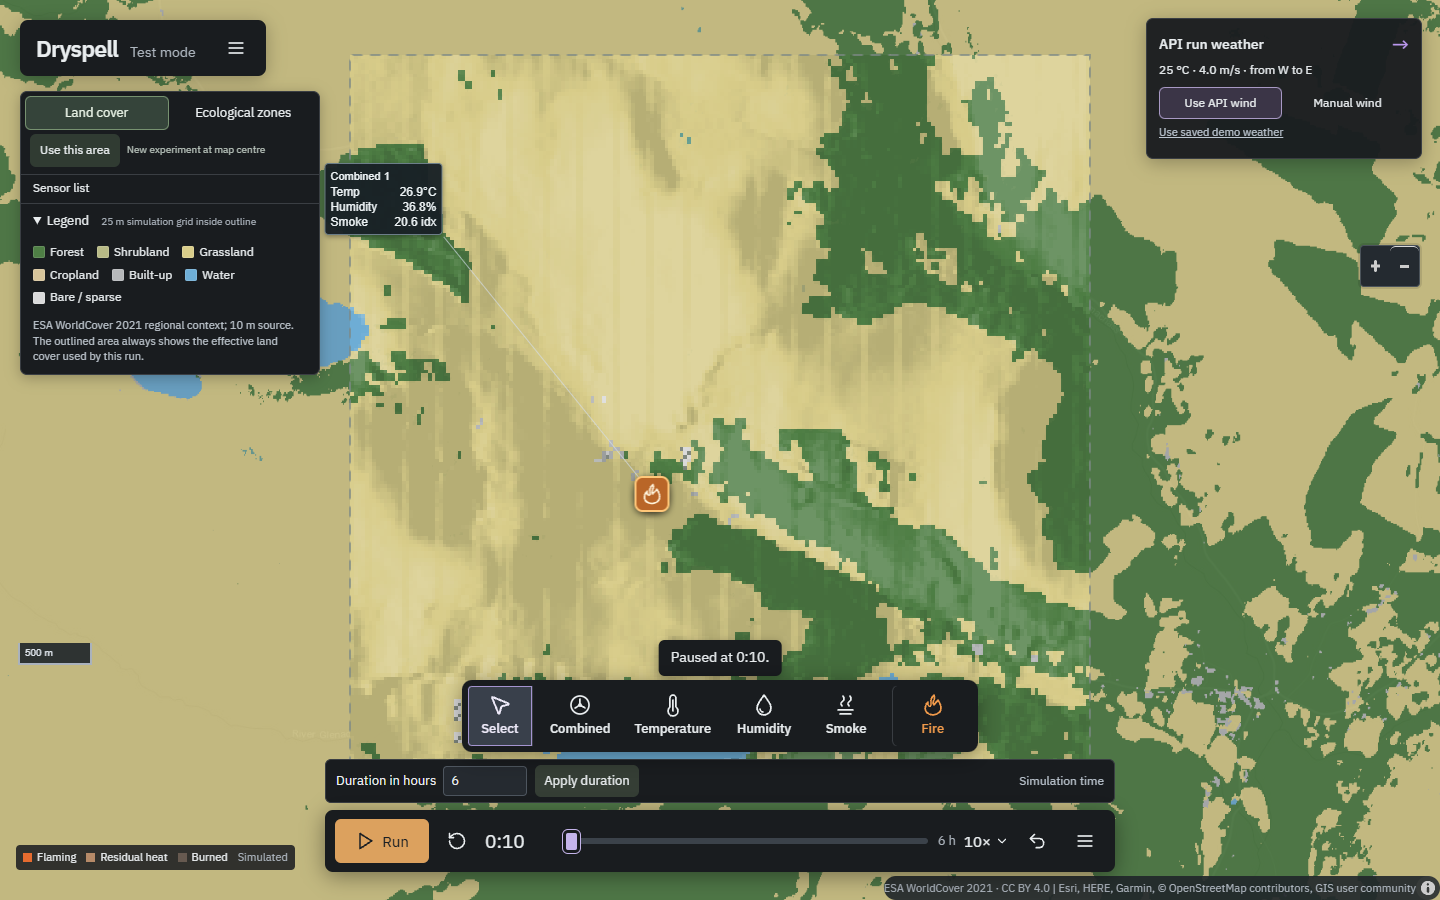 Dryspell Test mode
Land cover Ecological zones
Use this area New experiment at map centre
Sensor list
Legend 25 m simulation grid inside outline
Forest Shrubland Grassland
Cropland Built-up Water
Bare / sparse
ESA WorldCover 2021 regional context; 10 m source.
The outlined area always shows the effective land
cover used by this run.
Combined 1
Temp 26.9°C
Humidity 36.8%
Smoke 20.6 idx
API run weather →
25 °C · 4.0 m/s · from W to E
Use API wind Manual wind
Use saved demo weather
+ −
500 m
Paused at 0:10.
Select Combined Temperature Humidity Smoke Fire
Duration in hours 6 Apply duration Simulation time
Run 0:10 6 h 10×
Flaming Residual heat Burned Simulated
ESA WorldCover 2021 · CC BY 4.0 | Esri, HERE, Garmin, © OpenStreetMap contributors, GIS user community